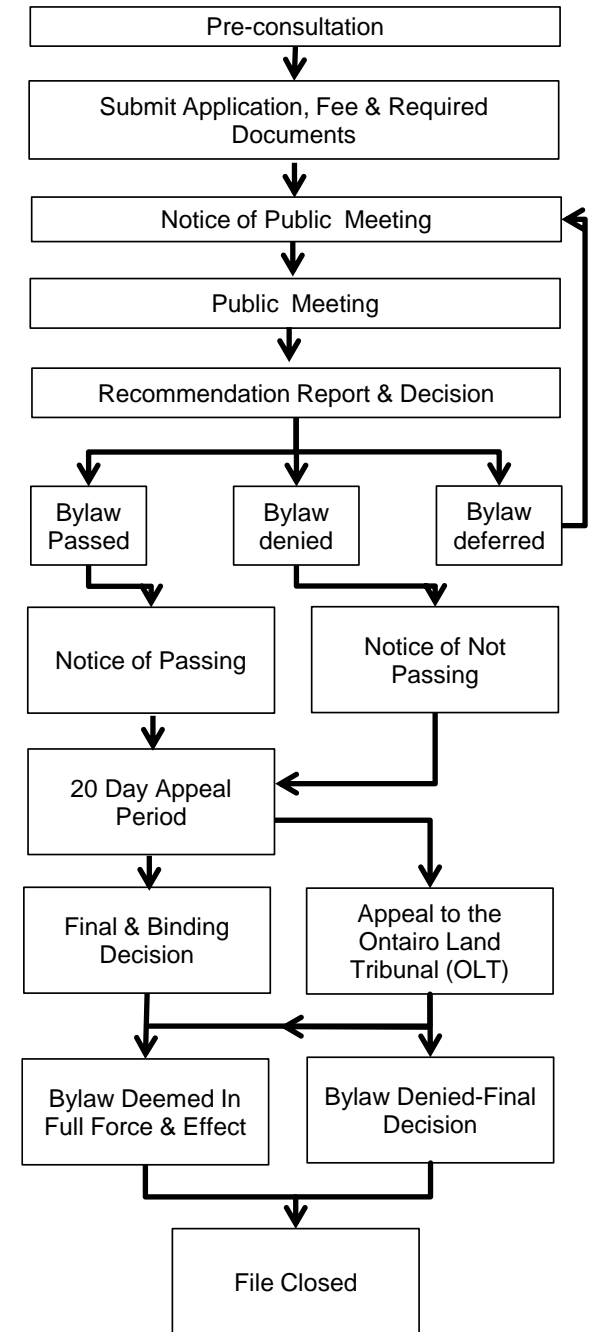 Pre-consultation
Submit Application, Fee & Required
Documents
Notice of Public Meeting
Public Meeting
Recommendation Report & Decision
Bylaw
Passed
Bylaw
denied
Bylaw
deferred
Notice of Passing
Notice of Not
Passing
20 Day Appeal
Period
Final & Binding
Decision
Appeal to the
Ontairo Land
Tribunal (OLT)
Bylaw Deemed In
Full Force & Effect
Bylaw Denied-Final
Decision
File Closed